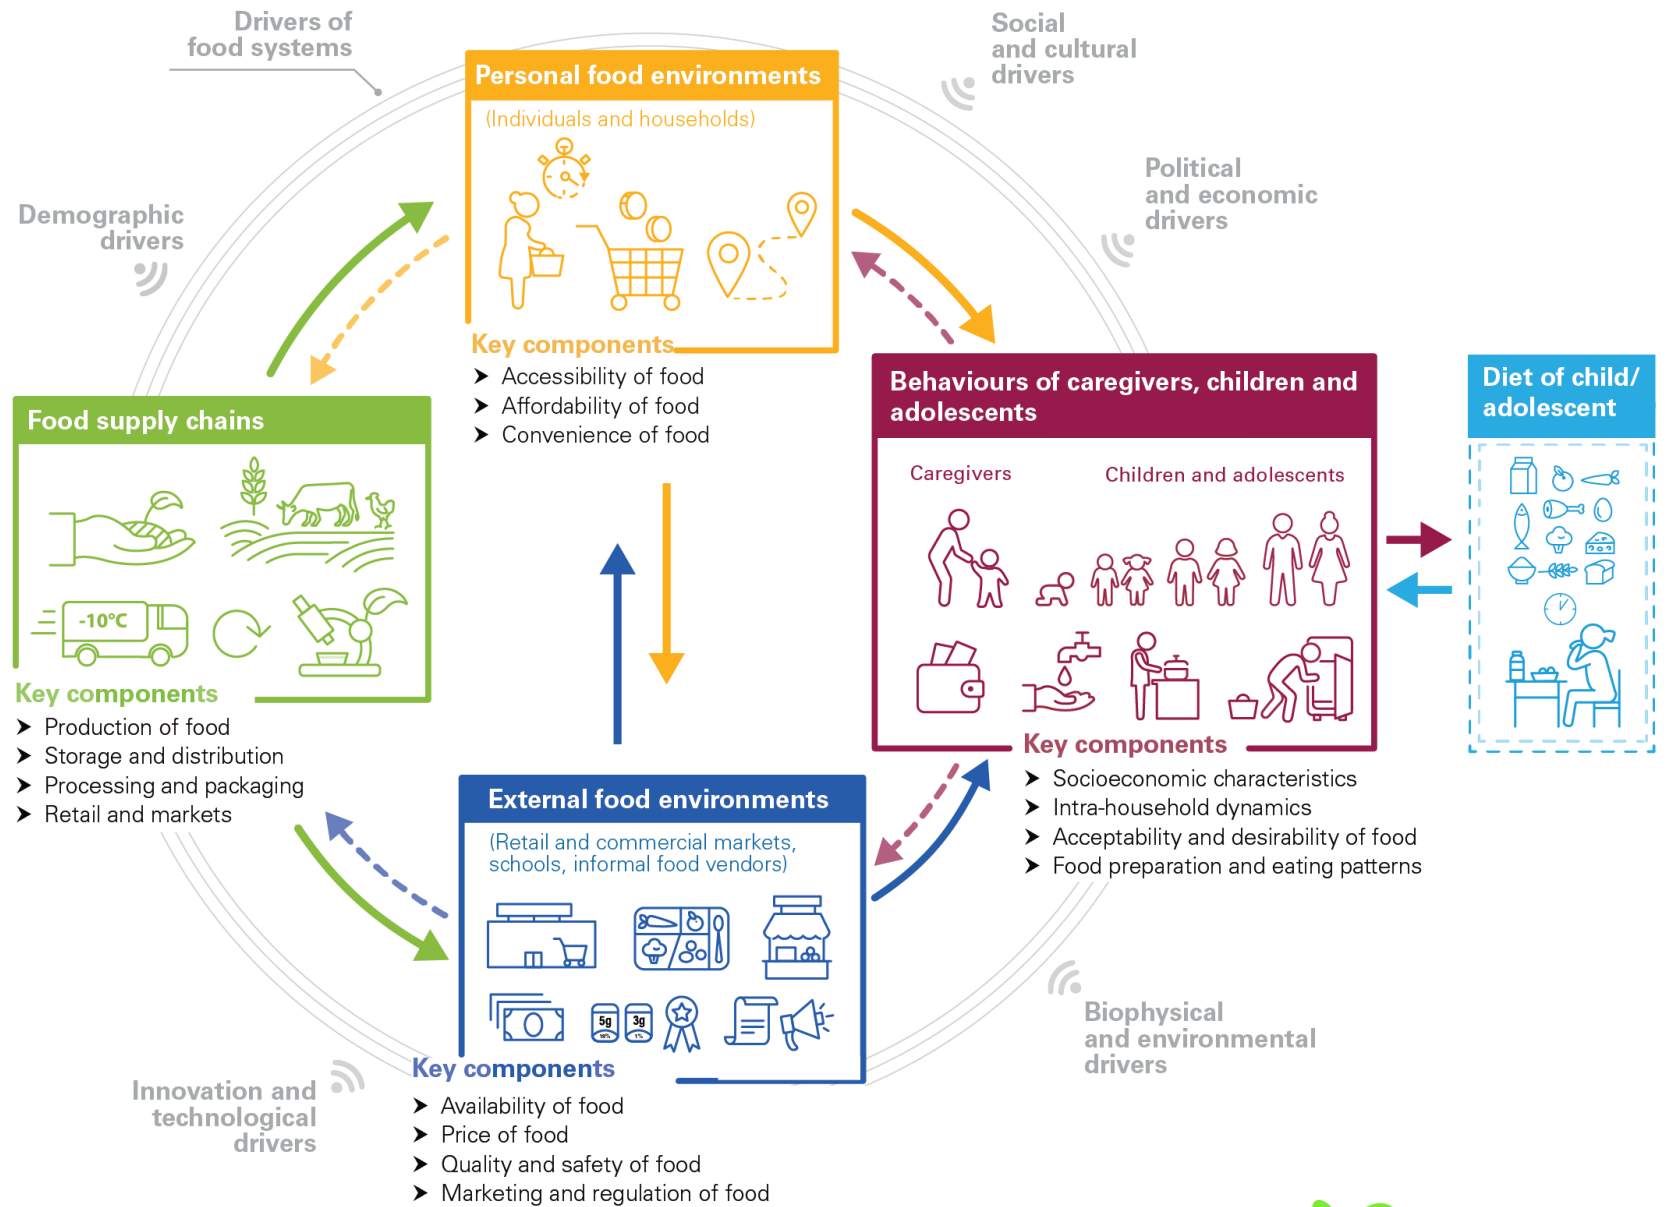 Drivers of
food systems
Social
and cultural
drivers
Personal food environments
(Individuals and households)
Political
and economic
drivers
Demographic
drivers
Key components
➤ Accessibility of food
➤ Affordability of food
➤ Convenience of food
Food supply chains
-10°C
Key components
➤ Production of food
➤ Storage and distribution
➤ Processing and packaging
➤ Retail and markets
Behaviours of caregivers, children and
adolescents
Caregivers
Children and adolescents
Key components
➤ Socioeconomic characteristics
➤ Intra-household dynamics
➤ Acceptability and desirability of food
➤ Food preparation and eating patterns
Diet of child/
adolescent
External food environments
(Retail and commercial markets,
schools, informal food vendors)
5g
3g
1%
Key components
➤ Availability of food
➤ Price of food
➤ Quality and safety of food
➤ Marketing and regulation of food
Biophysical
and environmental
drivers
Innovation and
technological
drivers